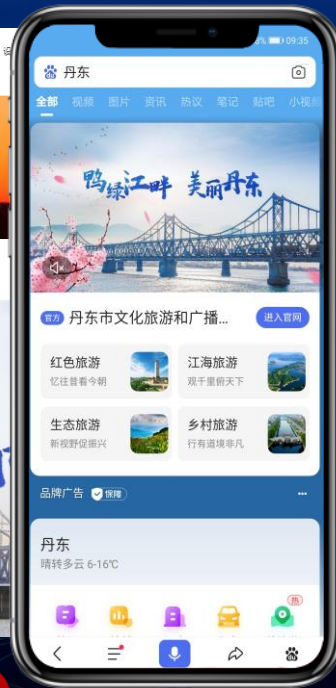 09:35
丹东
全部 视频 图片 资讯 热议 笔记 贴吧 小视
鸭绿江畔 美丽丹东
官方 丹东市文化旅游和广播... 进入官网
红色旅游 江海旅游
忆往昔看今朝 观千里俯天下
生态旅游 乡村旅游
新视野促振兴 行有道境非凡
品牌广告 保障 ...
丹东
晴转多云 6-16℃
热